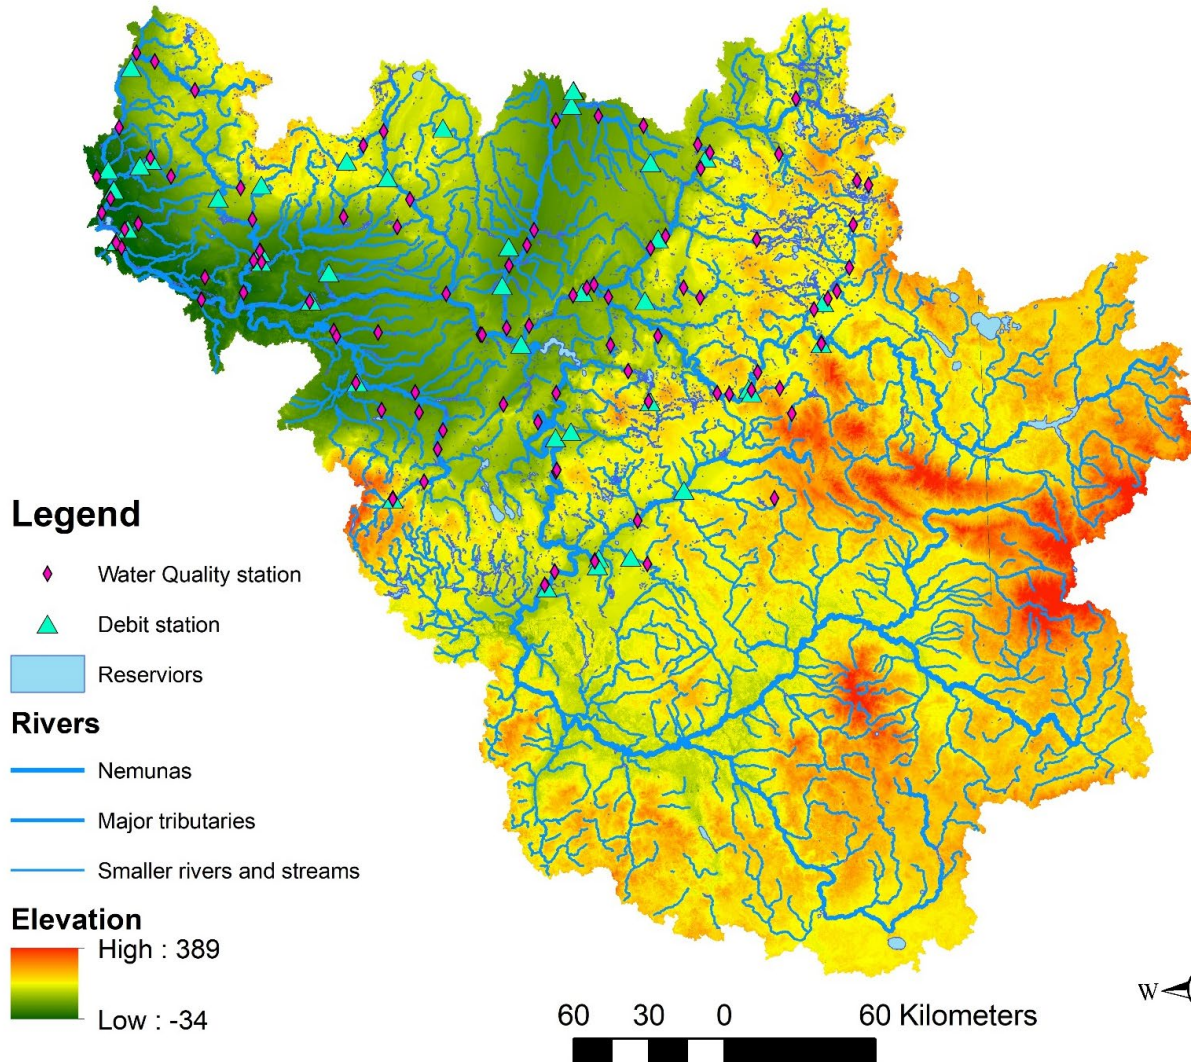 Legend
Water Quality station
Debit station
Reserviors
Rivers
Nemunas
Major tributaries
Smaller rivers and streams
Elevation
High : 389
Low : -34
60 30 0 60 Kilometers
W